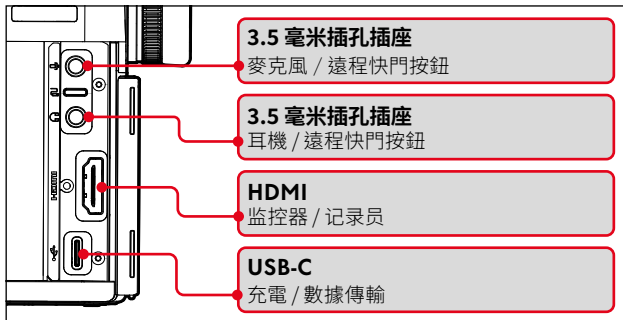 3.5 毫米插孔插座
麥克風 / 遠程快門按鈕
3.5 毫米插孔插座
耳機 / 遠程快門按鈕
HDMI
HDMI
监控器 / 记录员
USB-C
充電 / 數據傳輸